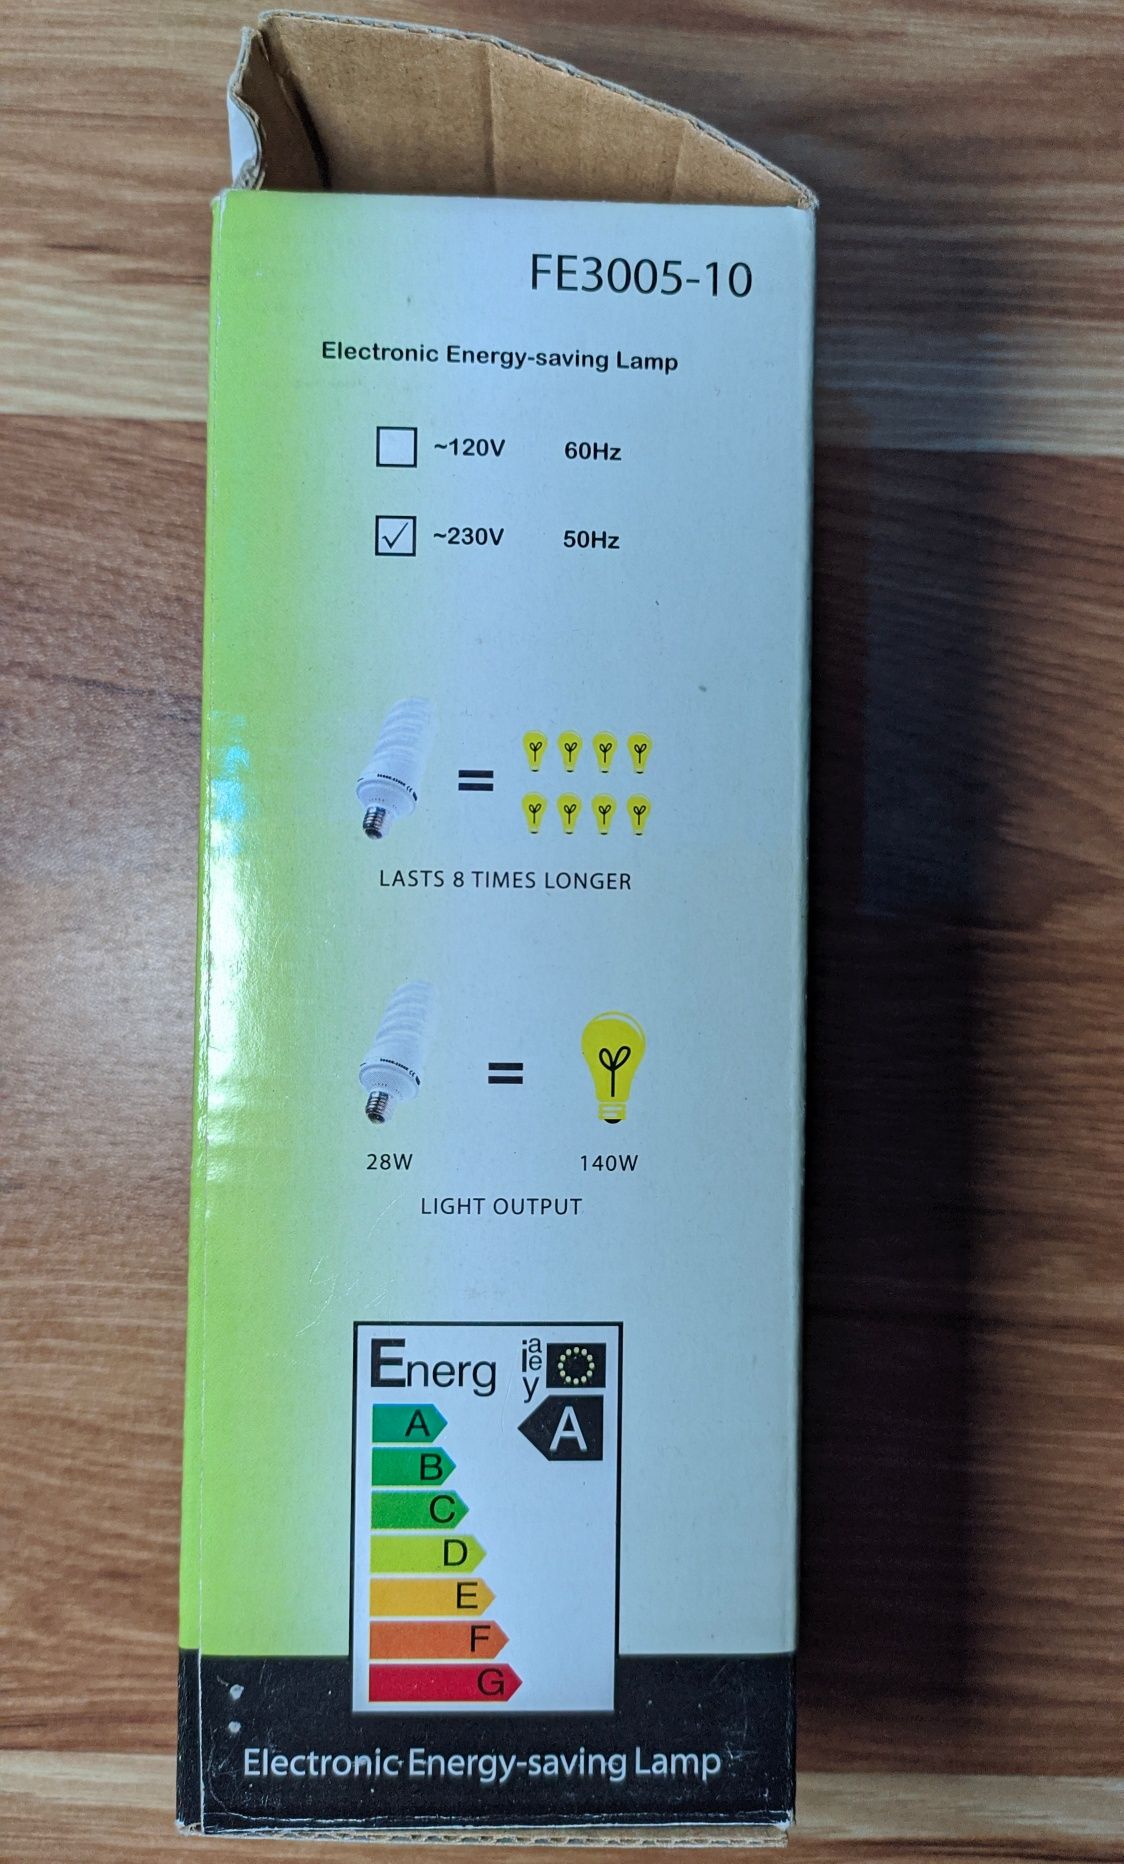 FE3005-10
Electronic Energy-saving Lamp
~120V 60Hz
~230V 50Hz
=
LASTS 8 TIMES LONGER
=
28W 140W
LIGHT OUTPUT
Energ
ia
e
y
A A
B
C
D
E
F
G
Electronic Energy-saving Lamp